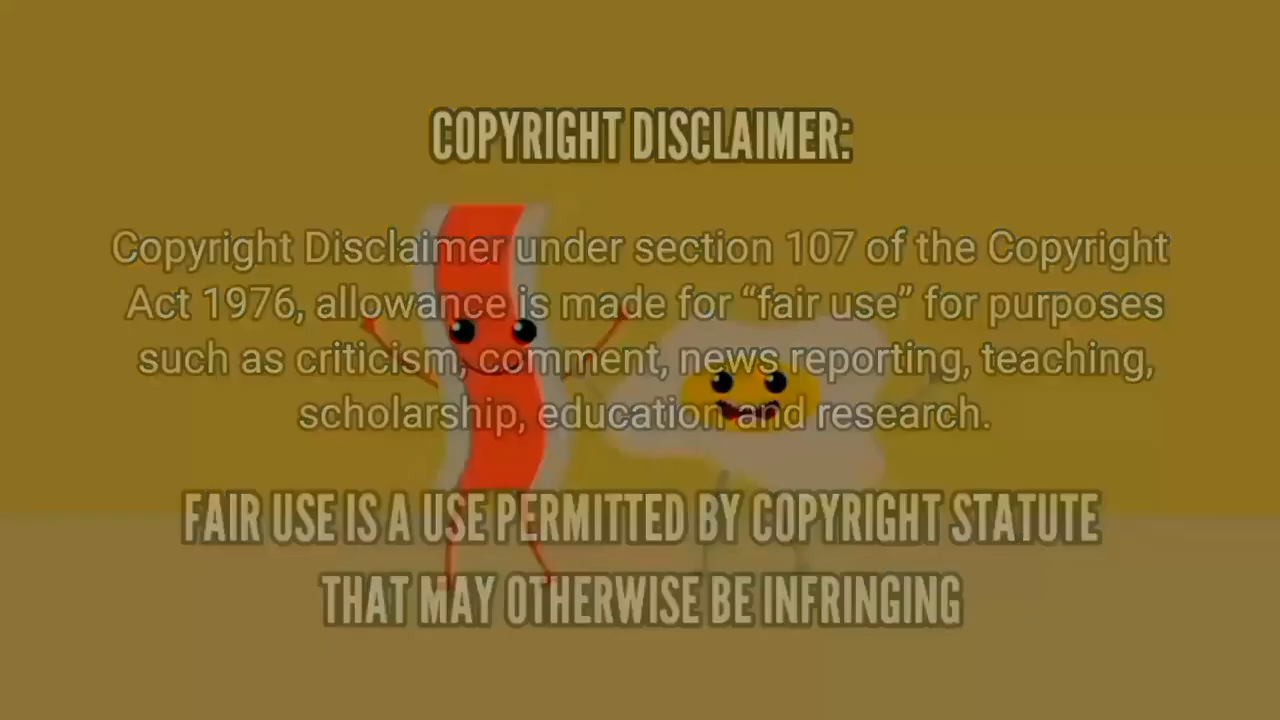 COPYRIGHT DISCLAIMER:
Copyright Disclaimer under section 107 of the Copyright
Act 1976, allowance is made for “fair use” for purposes
such as criticism, comment, news reporting, teaching,
scholarship, education and research.
FAIR USE IS A USE PERMITTED BY COPYRIGHT STATUTE
THAT MAY OTHERWISE BE INFRINGING